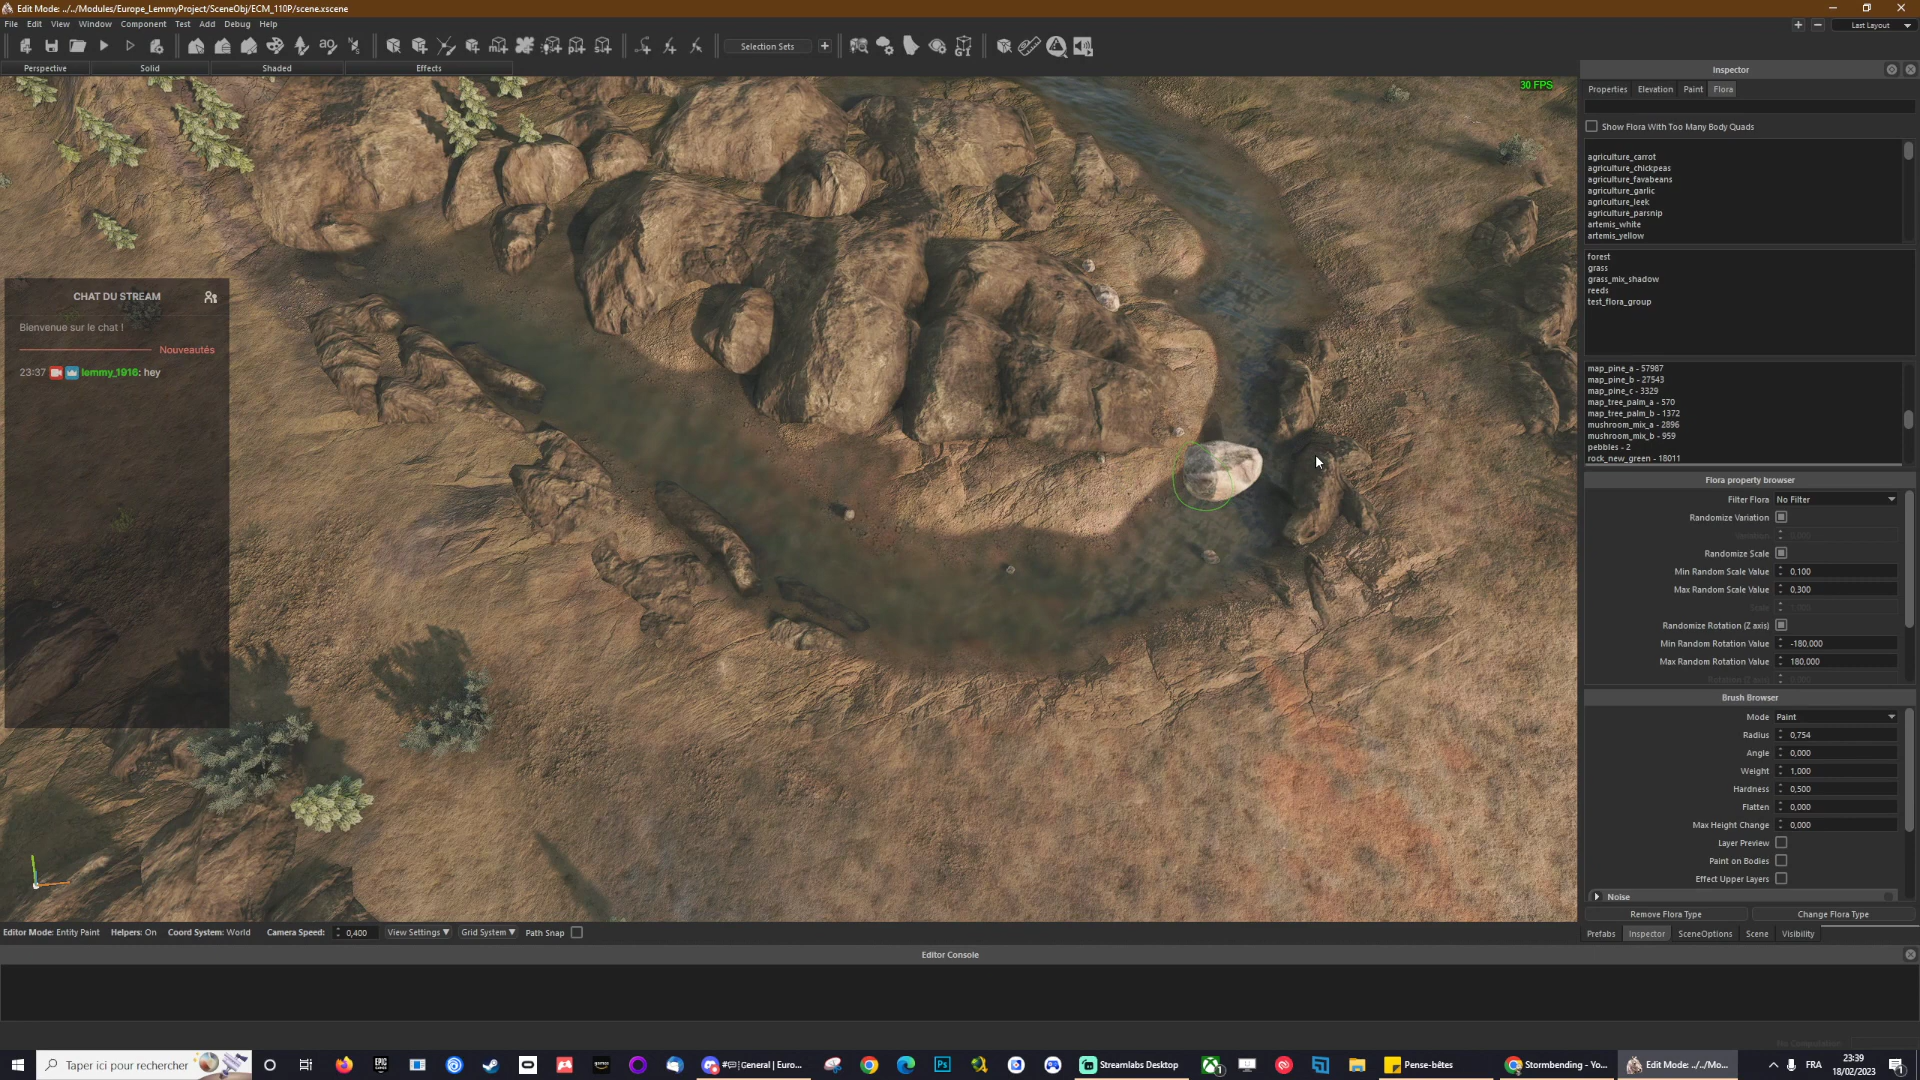 Edit Mode: ../../Modules/Europe_LemmyProject/SceneObj/ECM_110P/scene.xscene
File Edit View Window Component Test Add Debug Help
Last Layout
Selection Sets
Perspective Solid Shaded Effects
30 FPS
Inspector
Properties Elevation Paint Flora
Show Flora With Too Many Body Quads
agriculture_carrot
agriculture_chickpeas
agriculture_favabeans
agriculture_garlic
agriculture_leek
agriculture_parsnip
artemis_white
artemis_yellow
forest
grass
grass_mix_shadow
reeds
test_flora_group
map_pine_a - 57987
map_pine_b - 27543
map_pine_c - 3329
map_tree_palm_a - 570
map_tree_palm_b - 1372
mushroom_mix_a - 2896
mushroom_mix_b - 959
pebbles - 2
rock_new_green - 18011
Flora property browser
Filter Flora No Filter
Randomize Variation
Randomize Scale
Min Random Scale Value 0,100
Max Random Scale Value 0,300
Randomize Rotation (Z axis)
Min Random Rotation Value -180,000
Max Random Rotation Value 180,000
Brush Browser
Mode Paint
Radius 0,754
Angle 0,000
Weight 1,000
Hardness 0,500
Flatten 0,000
Max Height Change 0,000
Layer Preview
Paint on Bodies
Effect Upper Layers
Noise
Remove Flora Type Change Flora Type
Prefabs Inspector SceneOptions Scene Visibility
CHAT DU STREAM
Bienvenue sur le chat !
Nouveautés
23:37 lemmy_1916: hey
Editor Mode: Entity Paint Helpers: On Coord System: World Camera Speed: 0,400 View Settings Grid System Path Snap
Editor Console
Taper ici pour rechercher
General | Euro...
Streamlabs Desktop
Pense-bêtes
Stormbending - Yo...
Edit Mode: ../../Mo...
FRA
23:39
18/02/2023